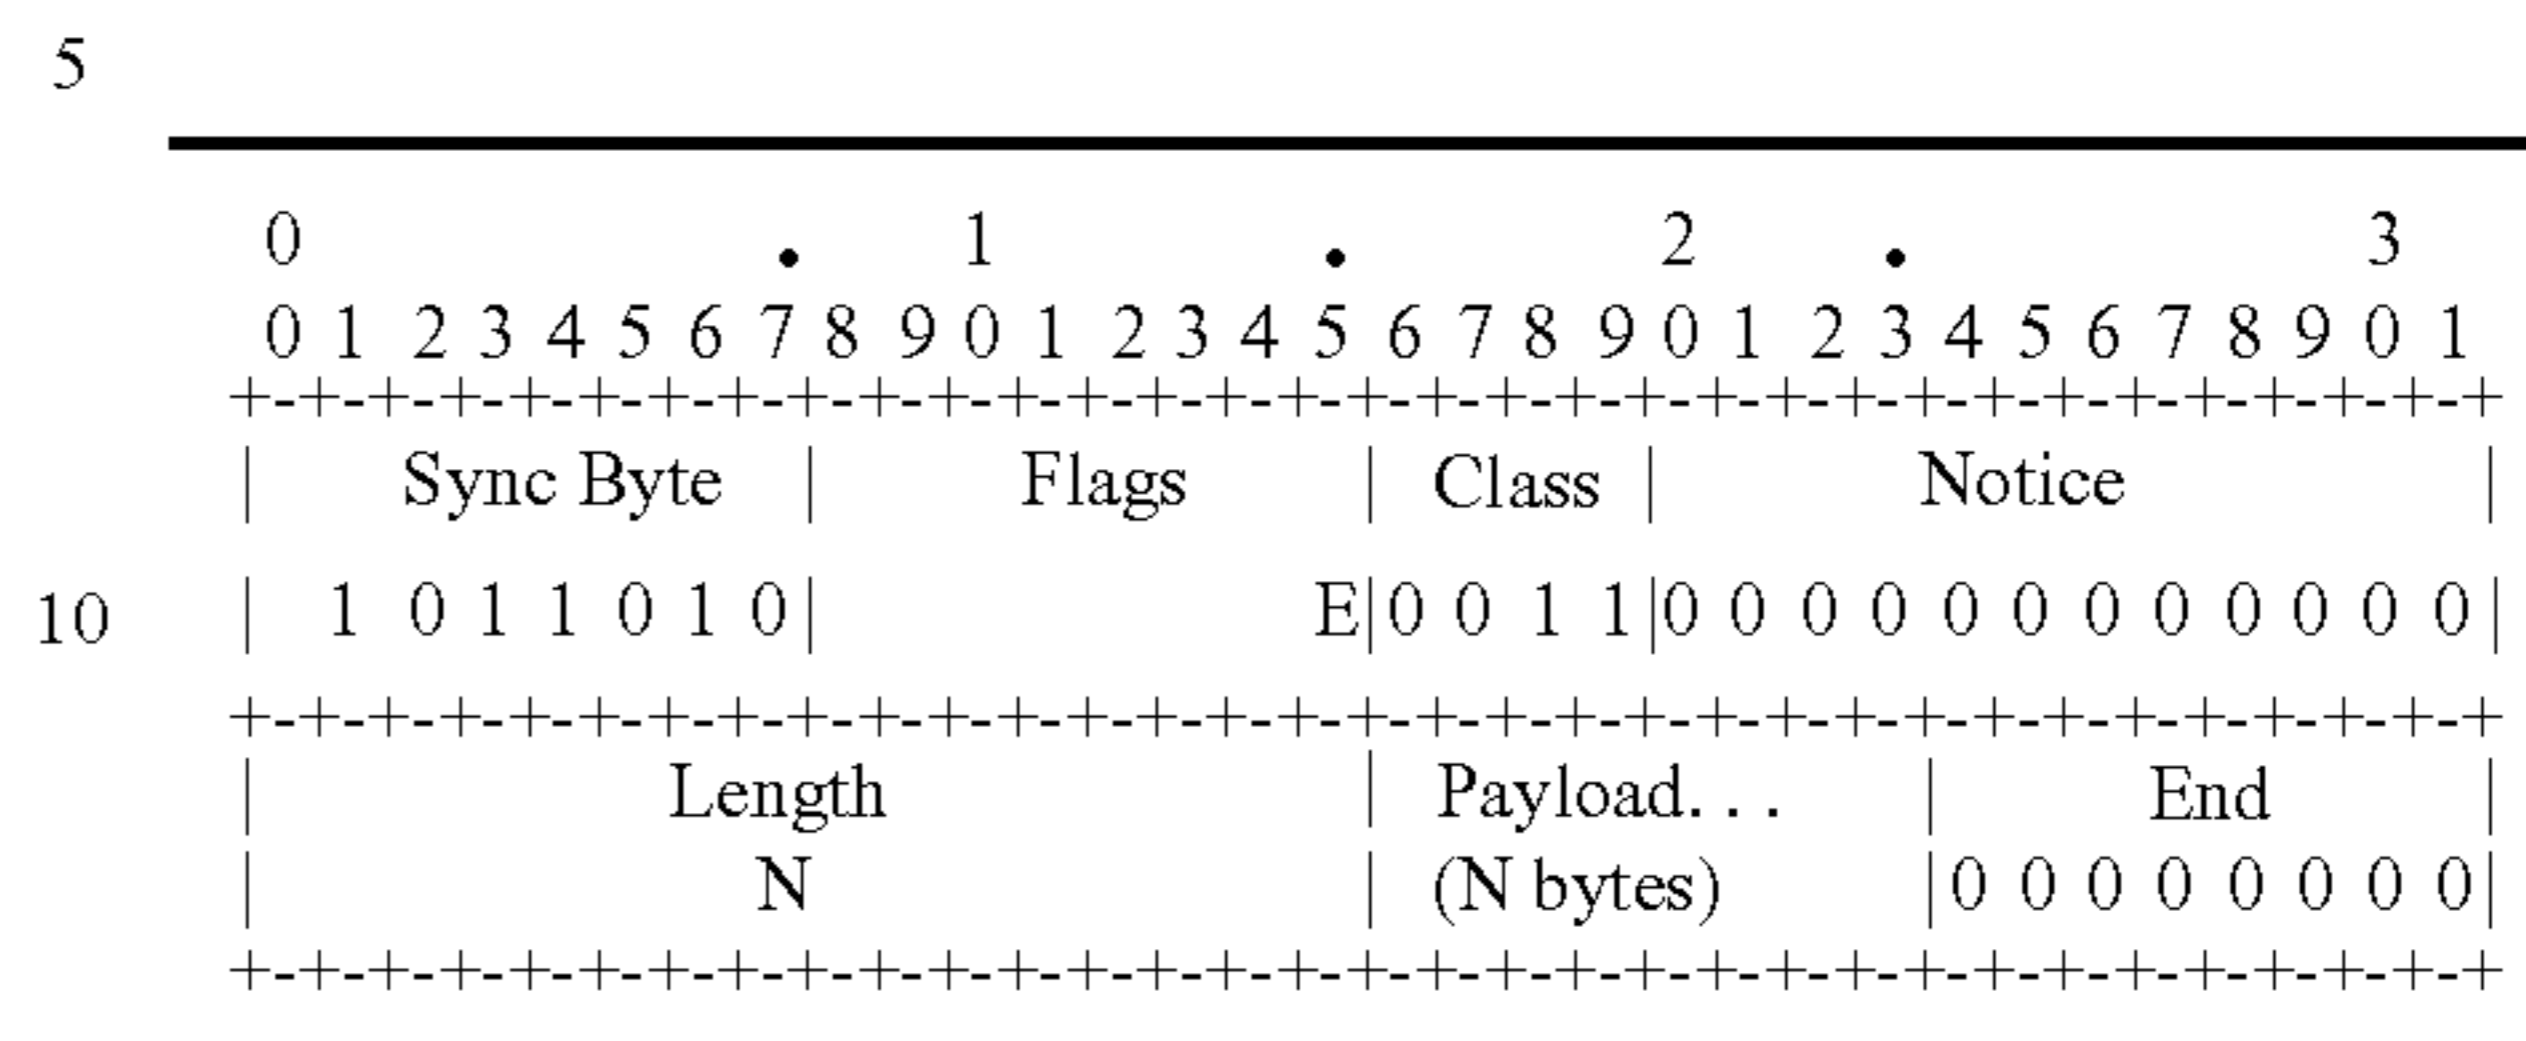 5
0 • 1 • 2 • 3
0 1 2 3 4 5 6 7 8 9 0 1 2 3 4 5 6 7 8 9 0 1 2 3 4 5 6 7 8 9 0 1
+-+-+-+-+-+-+-+-+-+-+-+-+-+-+-+-+-+-+-+-+-+-+-+-+-+-+-+-+-+-+-+-+
| Sync Byte | Flags | Class | Notice |
10 | 1 0 1 1 0 1 0| E|0 0 1 1|0 0 0 0 0 0 0 0 0 0 0 0|
+-+-+-+-+-+-+-+-+-+-+-+-+-+-+-+-+-+-+-+-+-+-+-+-+-+-+-+-+-+-+-+-+
| Length | Payload. . . | End |
| N | (N bytes) |0 0 0 0 0 0 0 0|
+-+-+-+-+-+-+-+-+-+-+-+-+-+-+-+-+-+-+-+-+-+-+-+-+-+-+-+-+-+-+-+-+